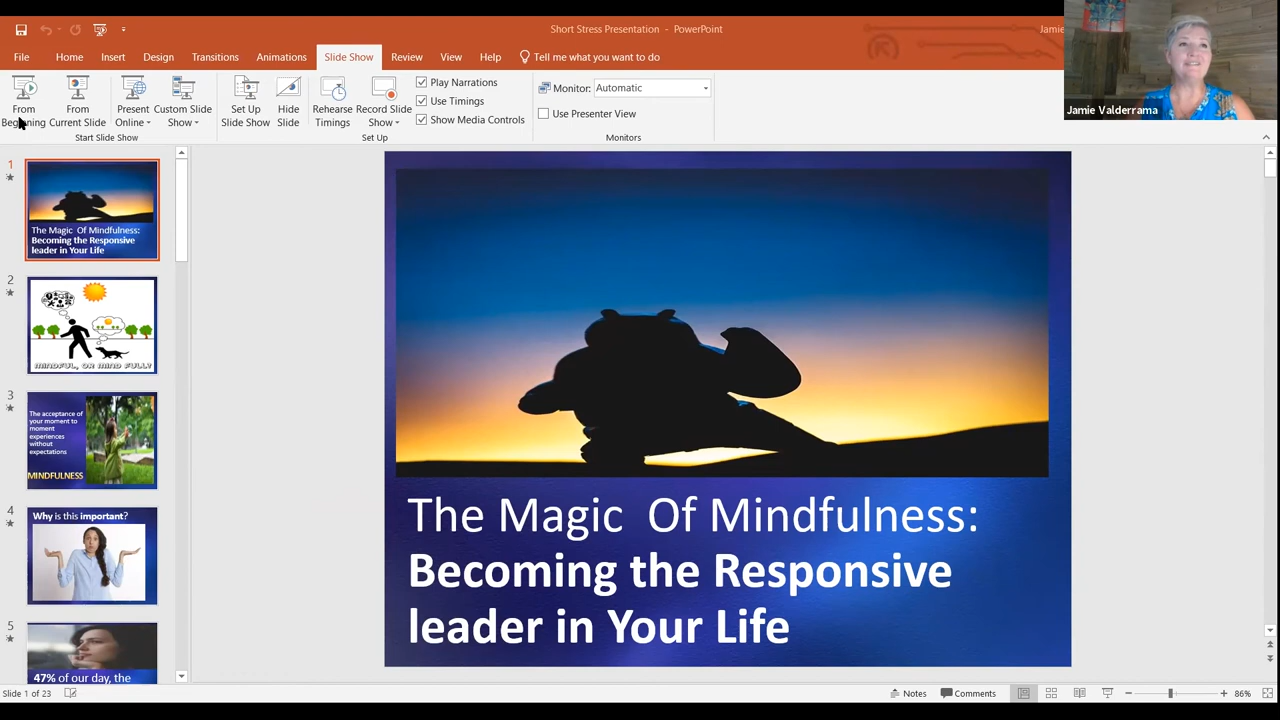 Short Stress Presentation - PowerPoint
Jamie
File Home Insert Design Transitions Animations Slide Show Review View Help Tell me what you want to do
From Beginning
From Current Slide
Present Online
Custom Slide Show
Start Slide Show
Set Up Slide Show
Hide Slide
Rehearse Timings
Record Slide Show
Play Narrations
Use Timings
Show Media Controls
Set Up
Monitor: Automatic
Use Presenter View
Monitors
Jamie Valderrama
1
The Magic Of Mindfulness:
Becoming the Responsive
leader in Your Life
2
MINDFUL, OR MIND FULL?
3
The acceptance of
your moment to
moment
experiences
without
expectations
MINDFULNESS
4
Why is this important?
5
47% of our day, the
The Magic Of Mindfulness:
Becoming the Responsive
leader in Your Life
Slide 1 of 23
Notes Comments 86%